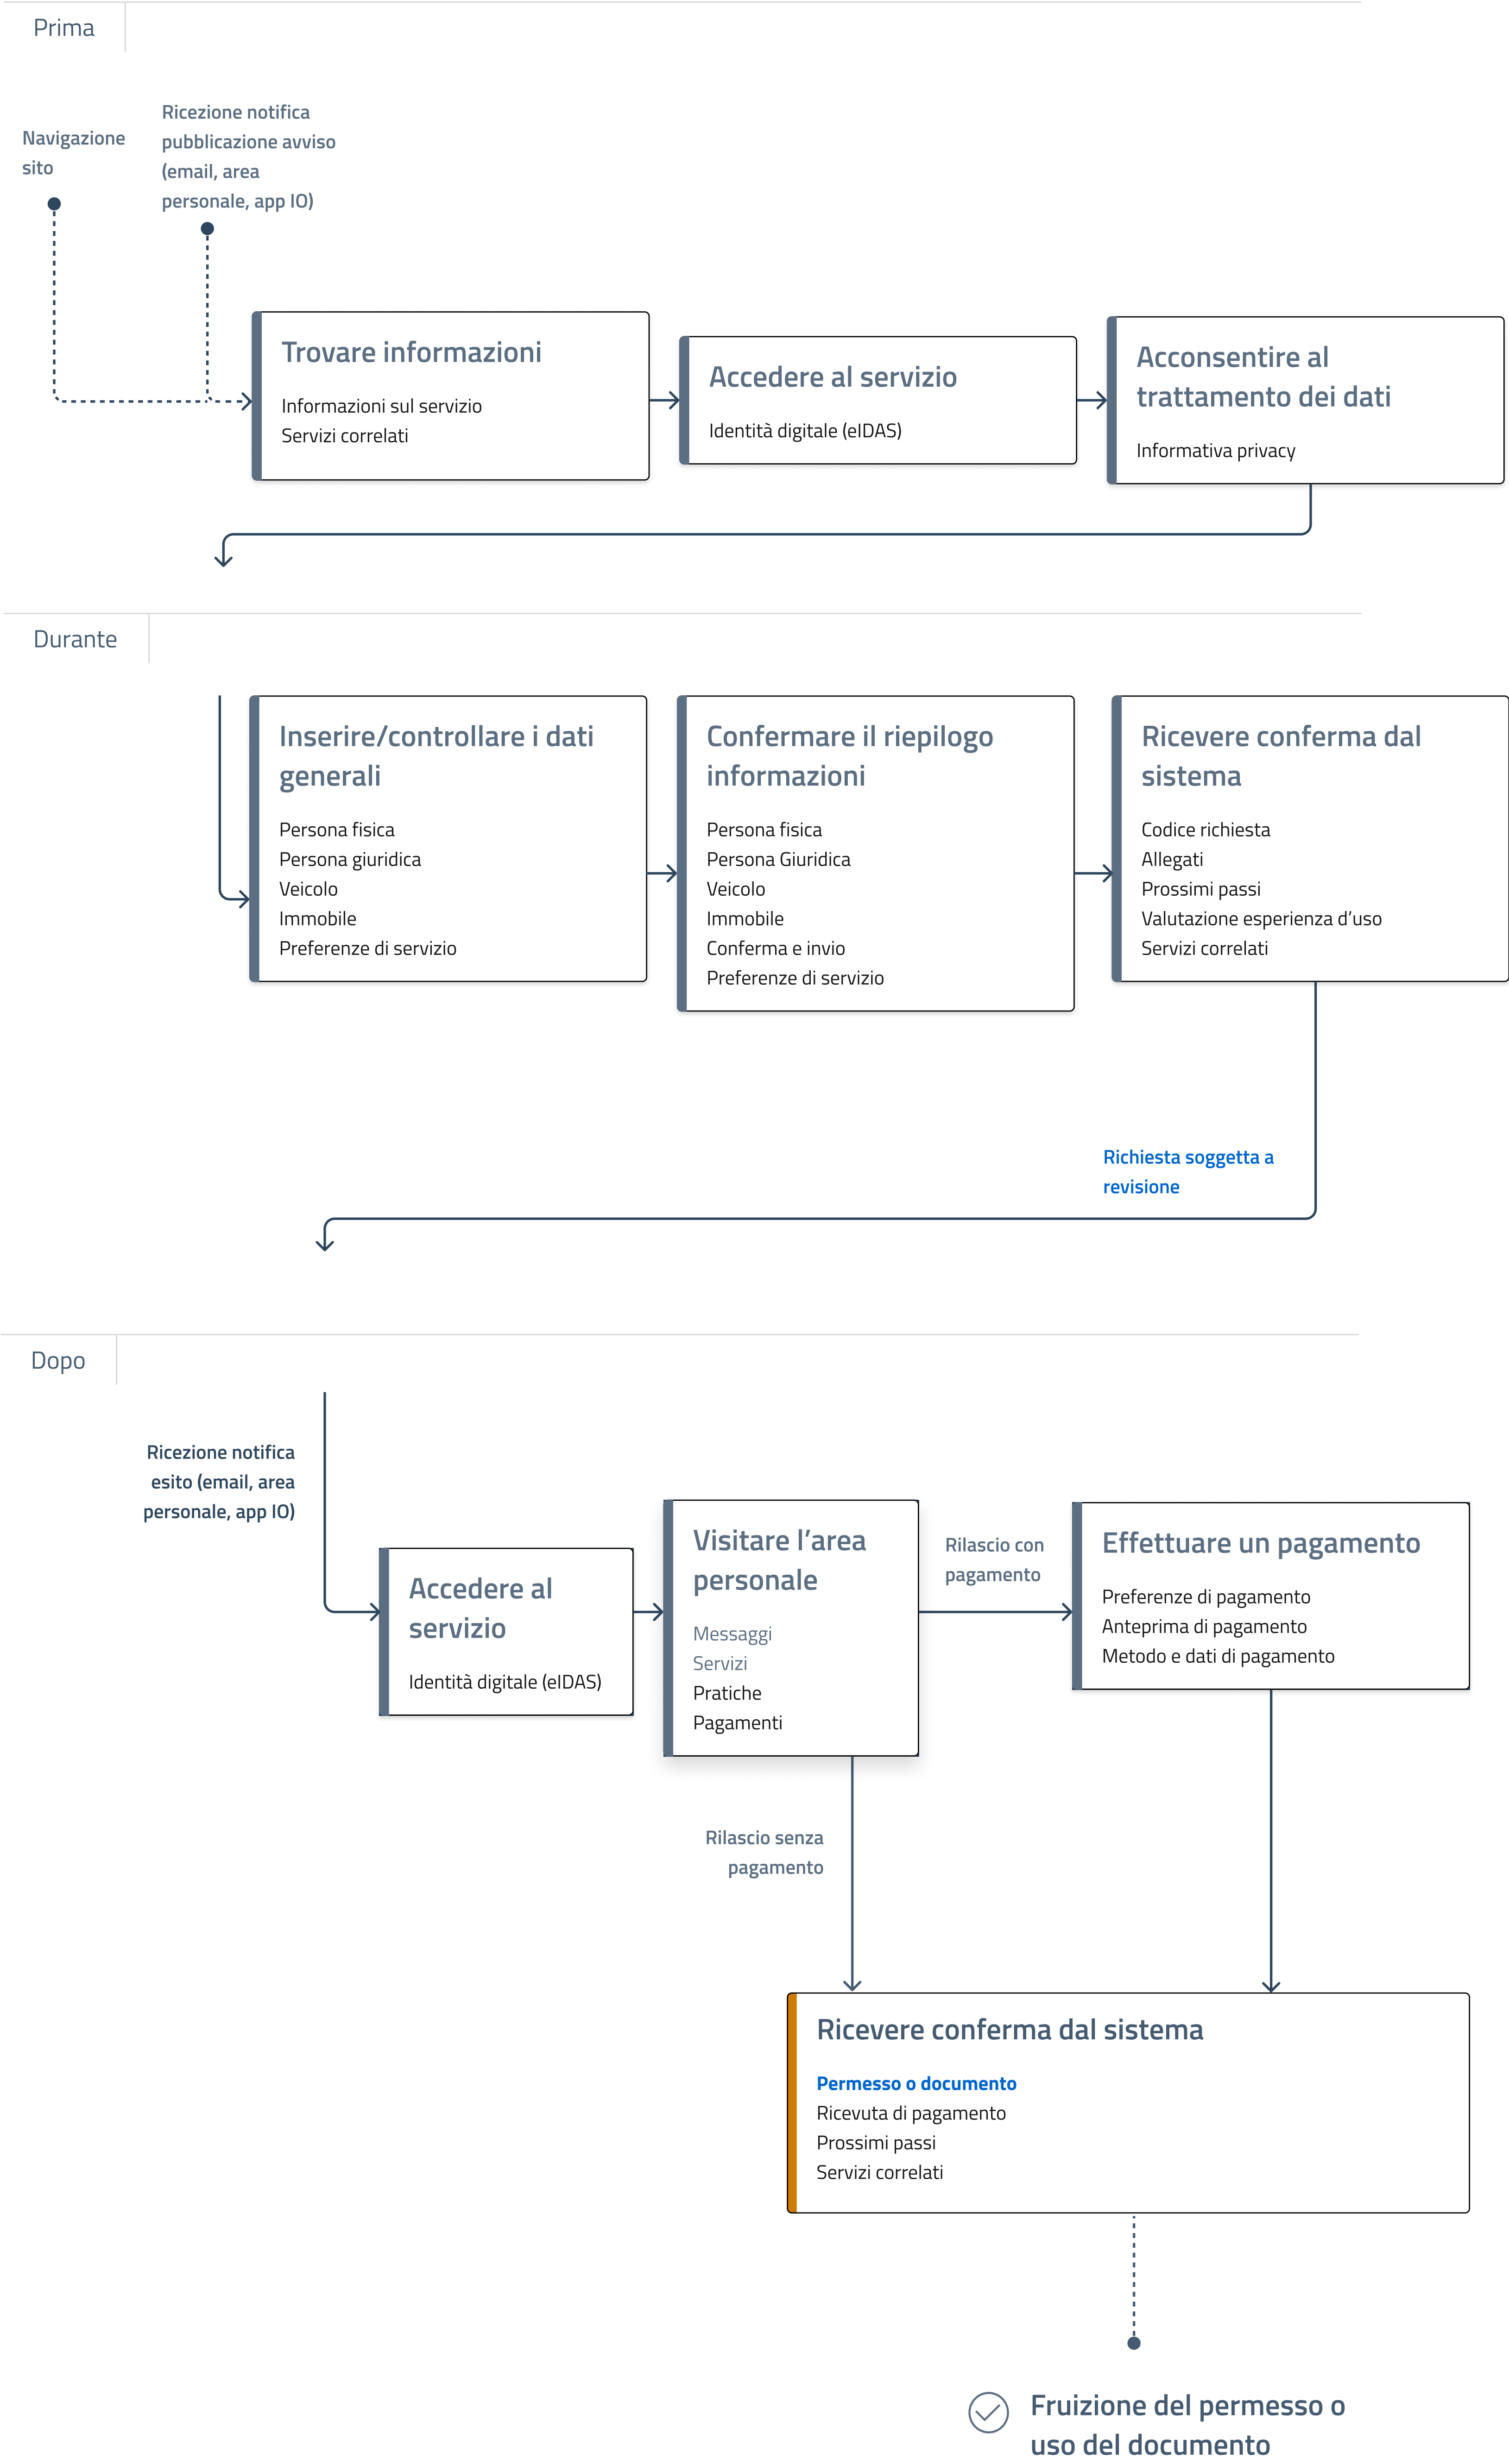 Prima
Navigazione
sito
Ricezione notifica
pubblicazione avviso
(email, area
personale, app IO)
Trovare informazioni
Informazioni sul servizio
Servizi correlati
Accedere al servizio
Identità digitale (eIDAS)
Acconsentire al
trattamento dei dati
Informativa privacy
Durante
Inserire/controllare i dati
generali
Persona fisica
Persona giuridica
Veicolo
Immobile
Preferenze di servizio
Confermare il riepilogo
informazioni
Persona fisica
Persona Giuridica
Veicolo
Immobile
Conferma e invio
Preferenze di servizio
Ricevere conferma dal
sistema
Codice richiesta
Allegati
Prossimi passi
Valutazione esperienza d’uso
Servizi correlati
Richiesta soggetta a
revisione
Dopo
Ricezione notifica
esito (email, area
personale, app IO)
Accedere al
servizio
Identità digitale (eIDAS)
Visitare l’area
personale
Messaggi
Servizi
Pratiche
Pagamenti
Rilascio con
pagamento
Effettuare un pagamento
Preferenze di pagamento
Anteprima di pagamento
Metodo e dati di pagamento
Rilascio senza
pagamento
Ricevere conferma dal sistema
Permesso o documento
Ricevuta di pagamento
Prossimi passi
Servizi correlati
Fruizione del permesso o
uso del documento